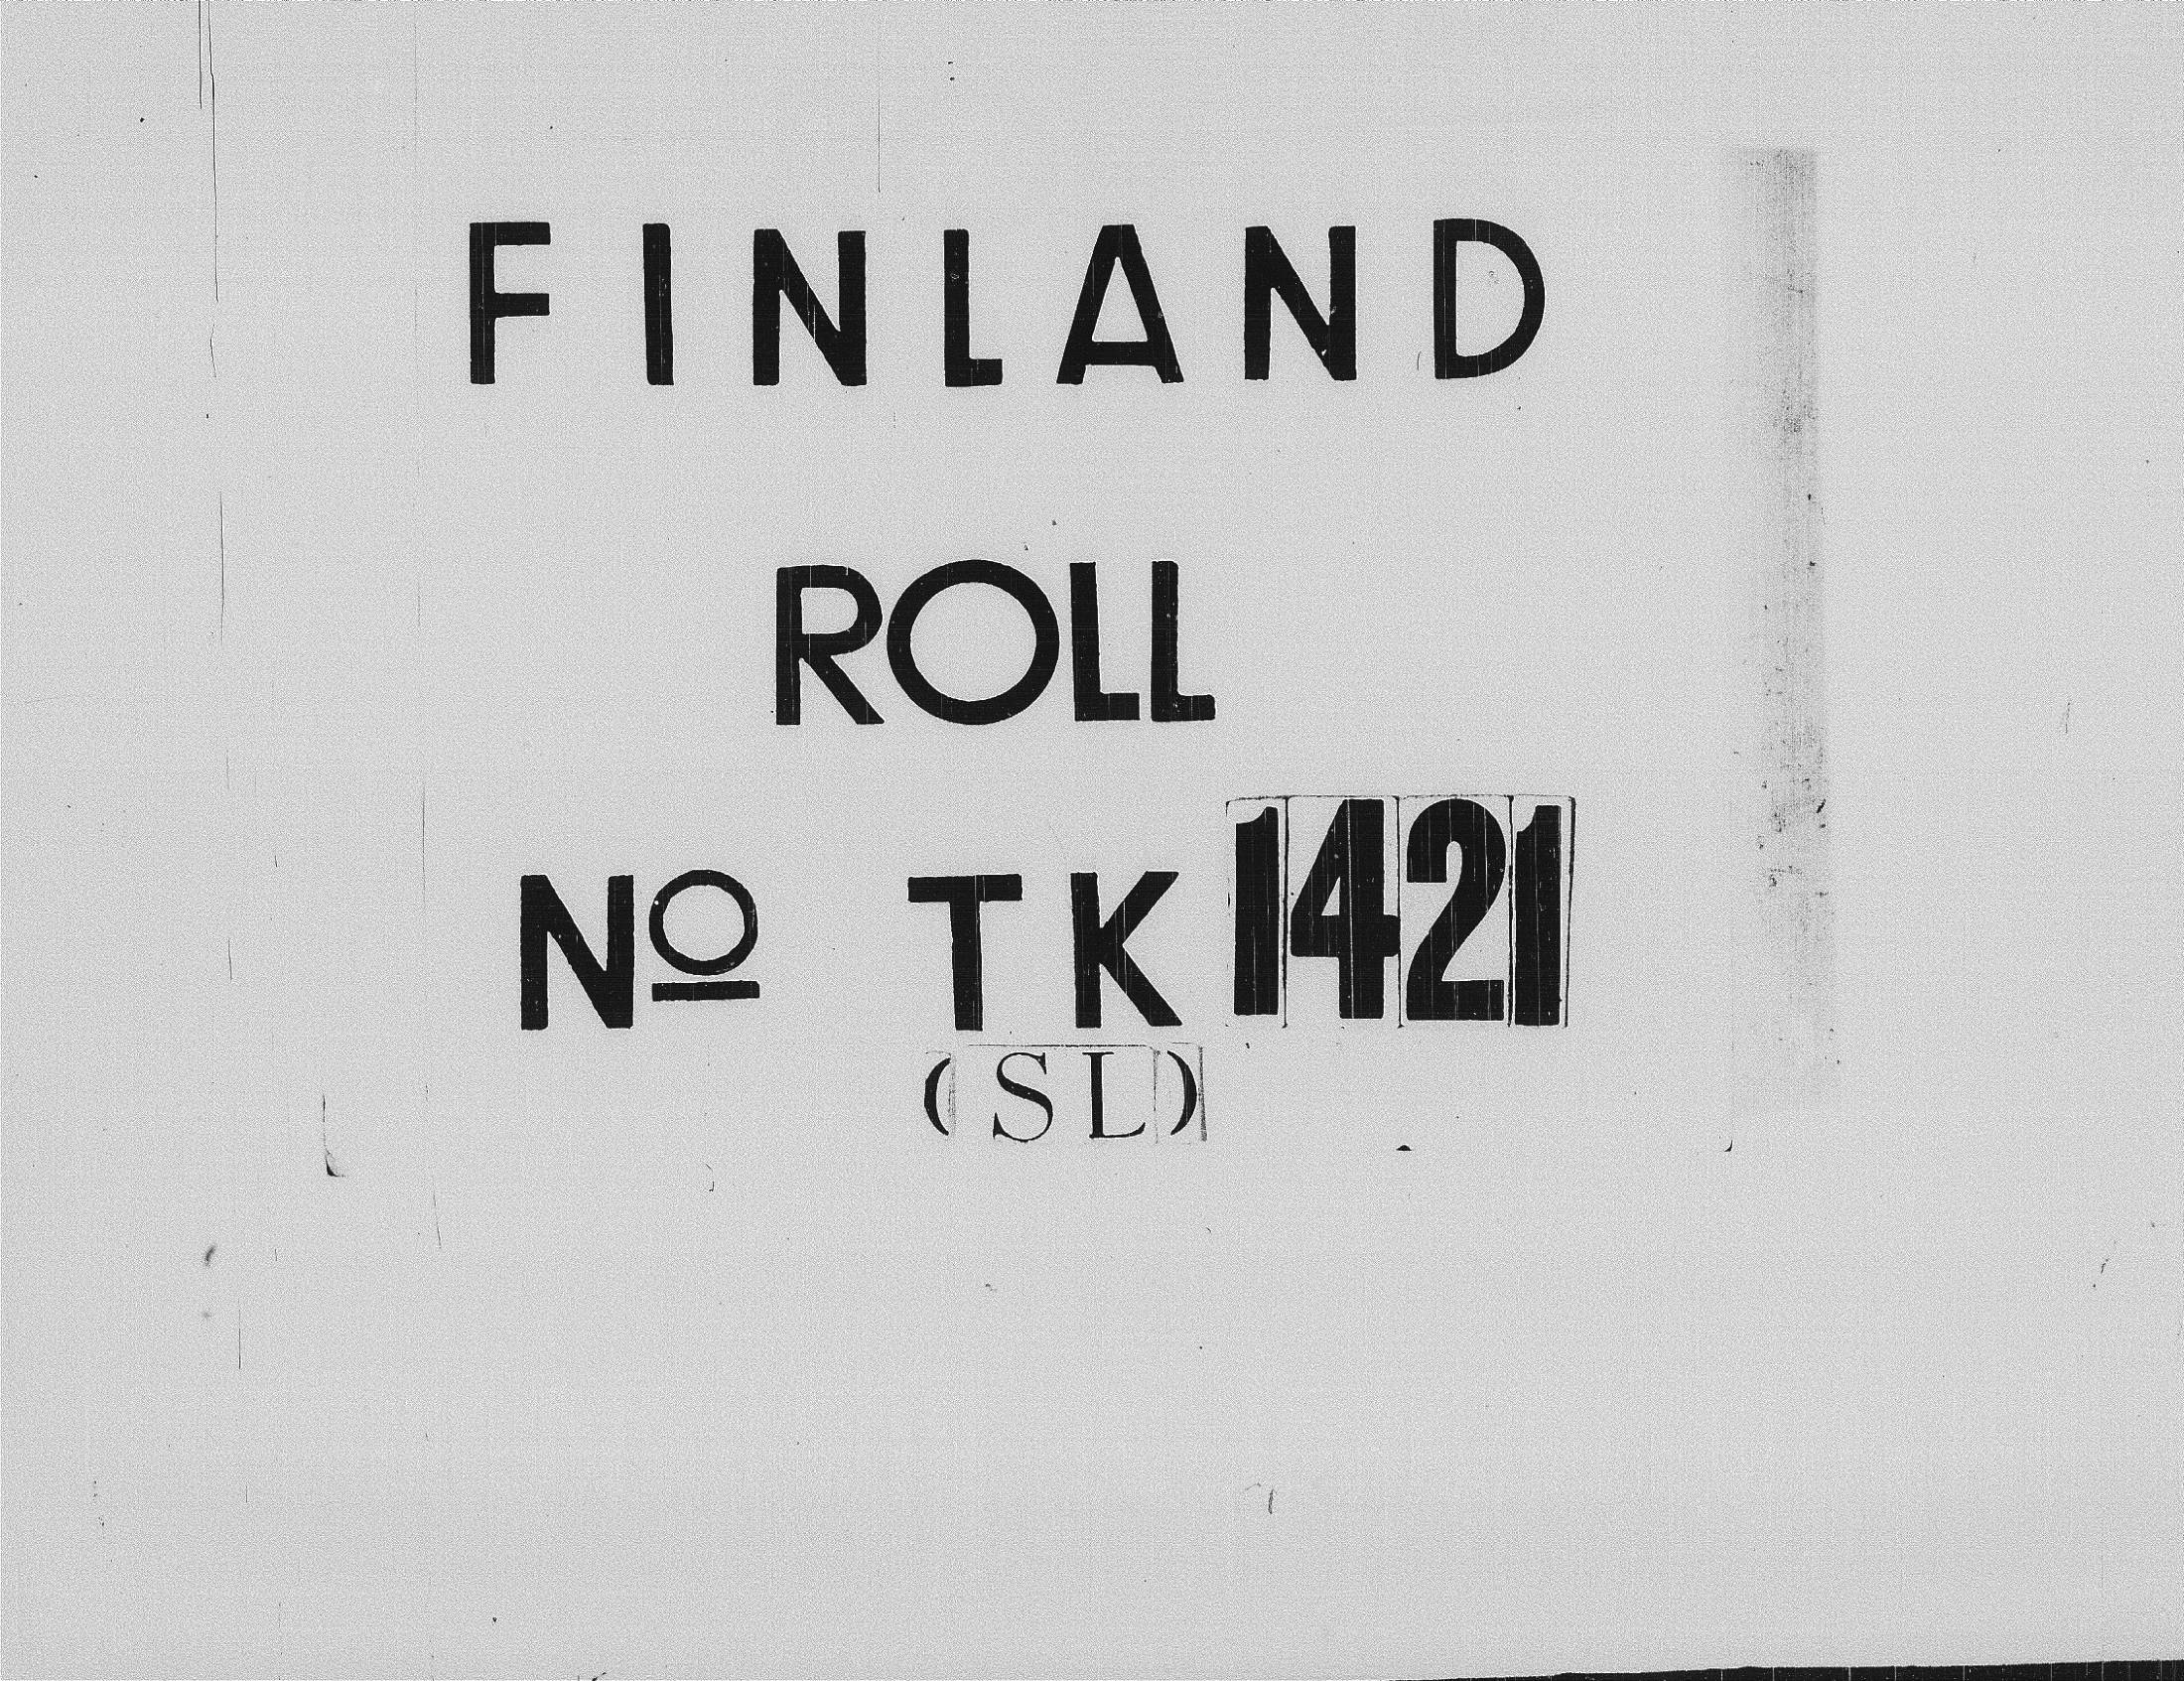 FINLAND
ROLL
Nº TK 1421
(SL)